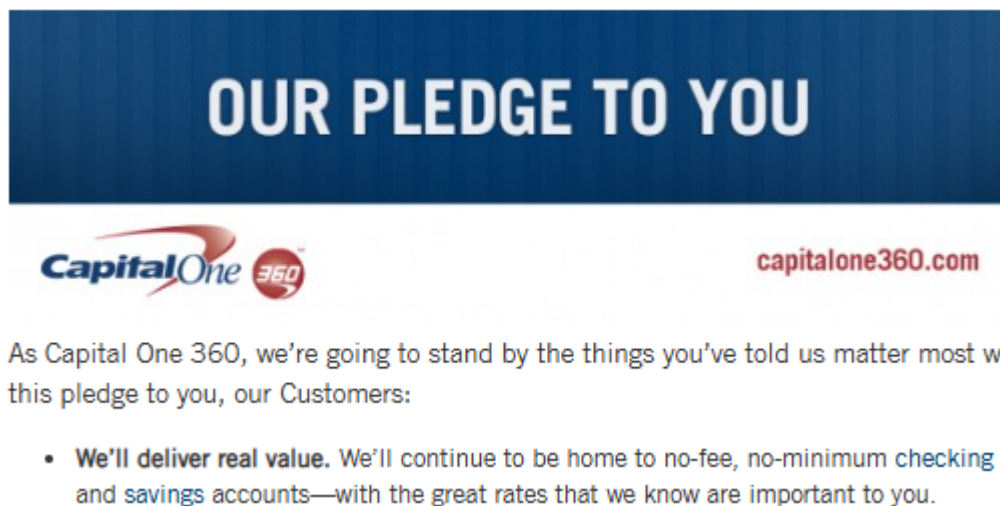 OUR PLEDGE TO YOU
CapitalOne 360
capitalone360.com
As Capital One 360, we’re going to stand by the things you’ve told us matter most
this pledge to you, our Customers:
• We’ll deliver real value. We’ll continue to be home to no-fee, no-minimum checking
and savings accounts—with the great rates that we know are important to you.